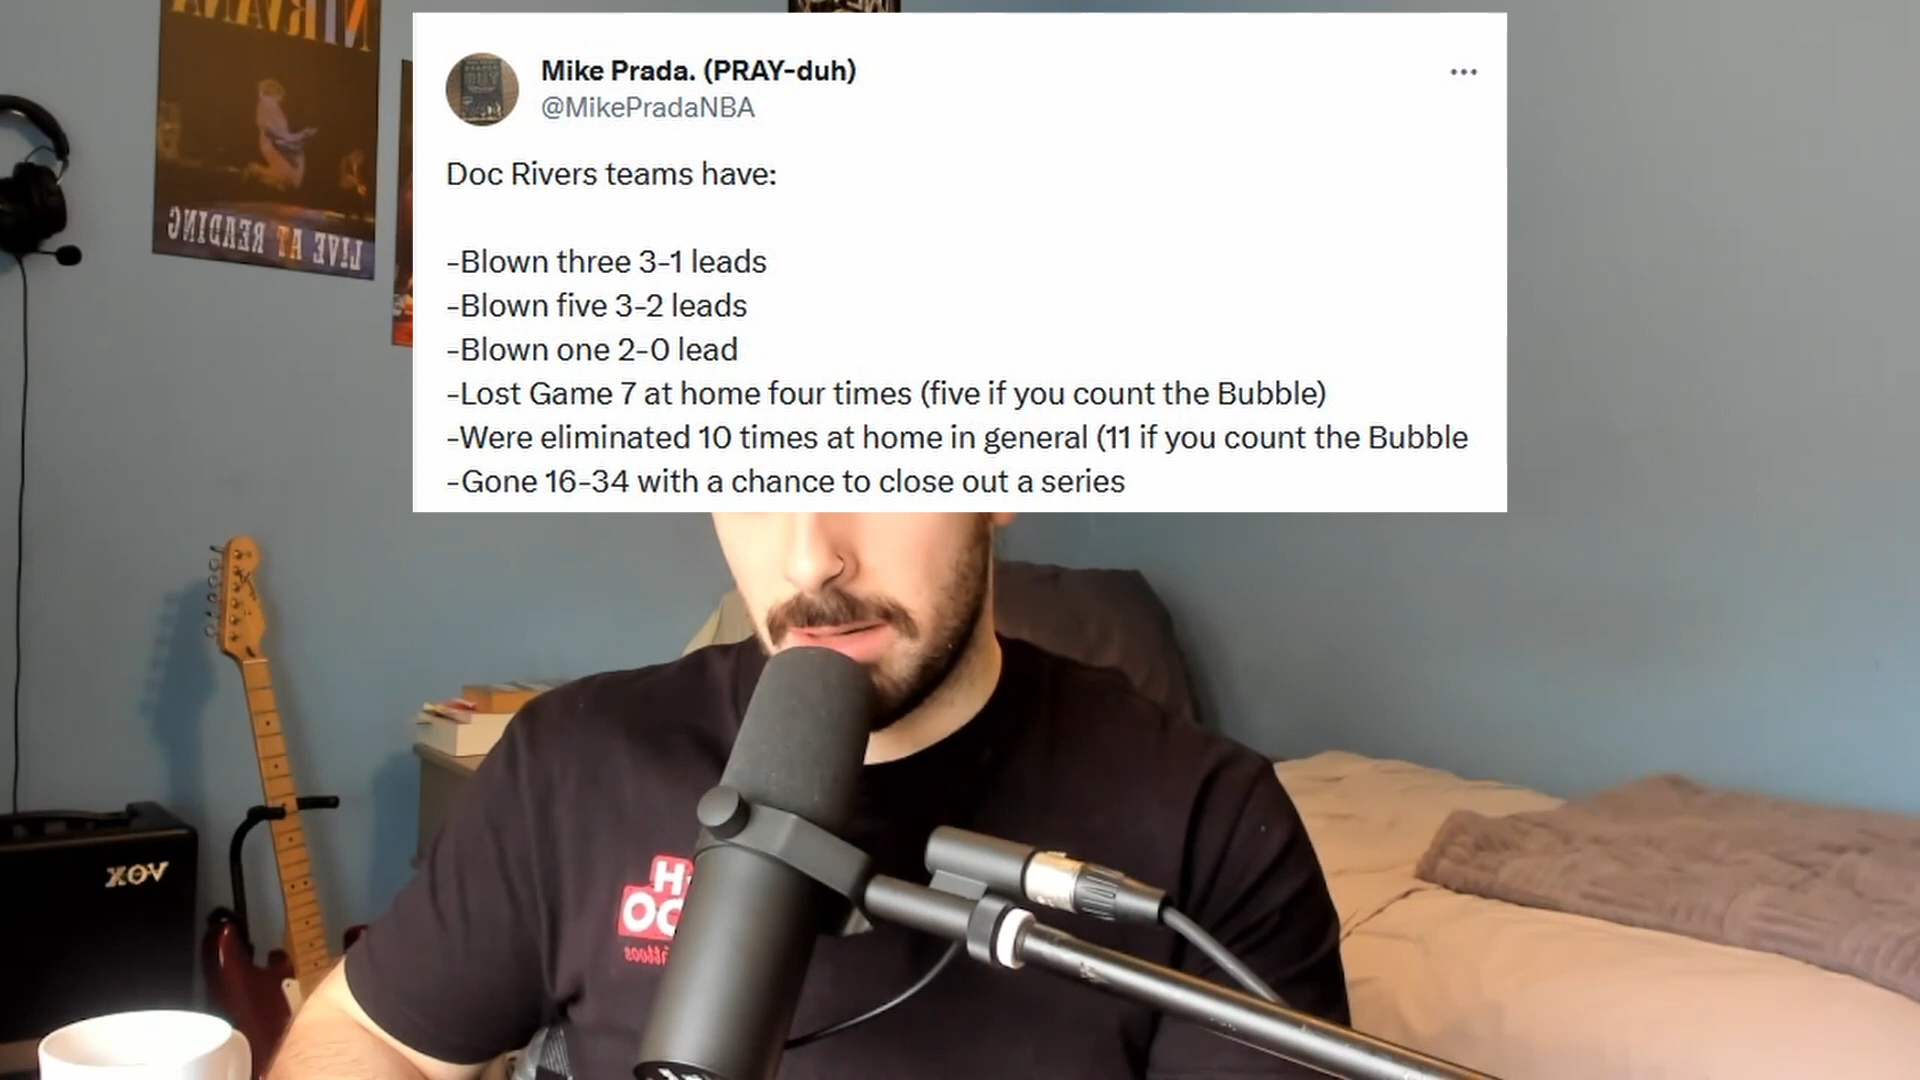 NIRVANA
LIVE AT READING
Mike Prada. (PRAY-duh)
@MikePradaNBA
Doc Rivers teams have:
-Blown three 3-1 leads
-Blown five 3-2 leads
-Blown one 2-0 lead
-Lost Game 7 at home four times (five if you count the Bubble)
-Were eliminated 10 times at home in general (11 if you count the Bubble
-Gone 16-34 with a chance to close out a series
VOX